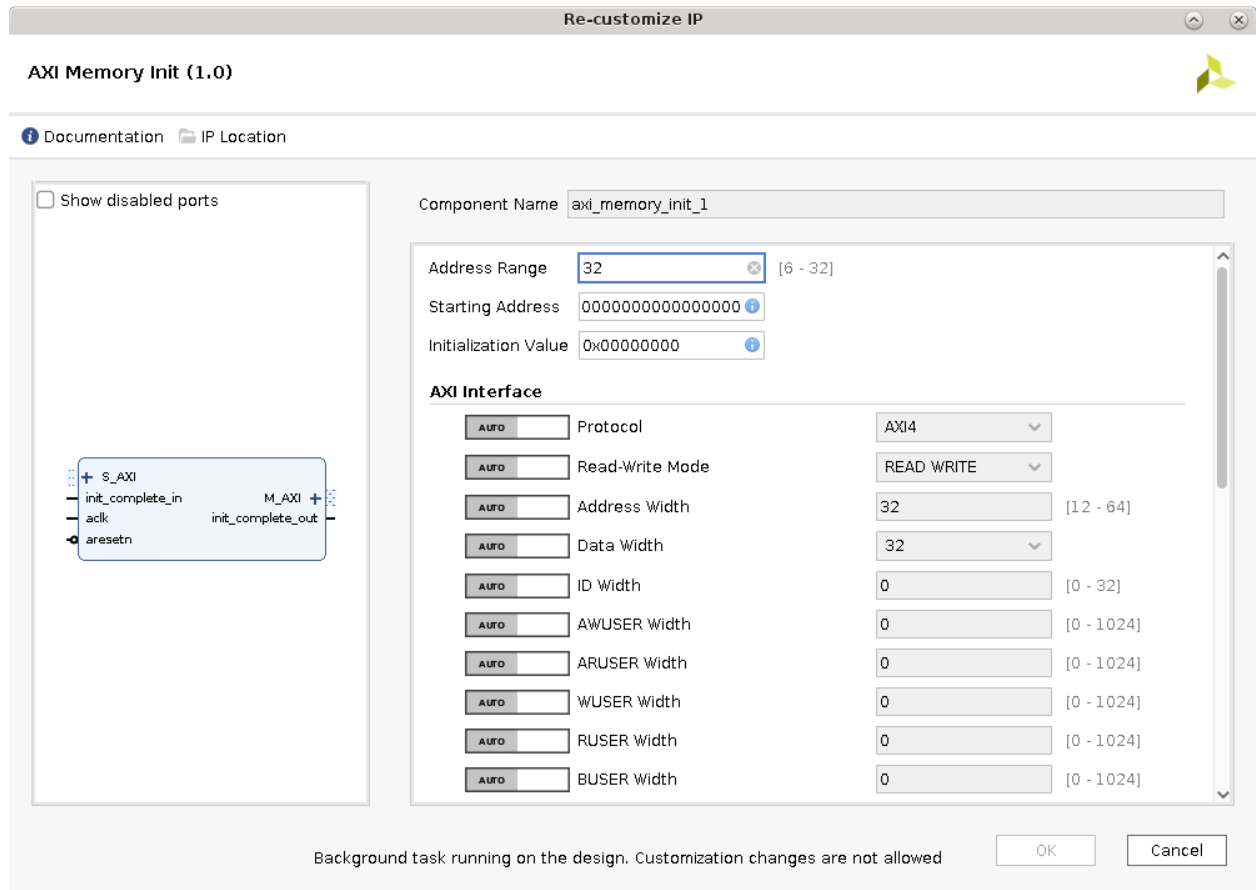 Re-customize IP
AXI Memory Init (1.0)
Documentation IP Location
Show disabled ports
S_AXI
init_complete_in
aclk
aresetn
M_AXI
init_complete_out
Component Name axi_memory_init_1
Address Range 32 [6 - 32]
Starting Address 0000000000000000
Initialization Value 0x00000000
AXI Interface
AUTO Protocol AXI4
AUTO Read-Write Mode READ WRITE
AUTO Address Width 32 [12 - 64]
AUTO Data Width 32
AUTO ID Width 0 [0 - 32]
AUTO AWUSER Width 0 [0 - 1024]
AUTO ARUSER Width 0 [0 - 1024]
AUTO WUSER Width 0 [0 - 1024]
AUTO RUSER Width 0 [0 - 1024]
AUTO BUSER Width 0 [0 - 1024]
Background task running on the design. Customization changes are not allowed
OK Cancel